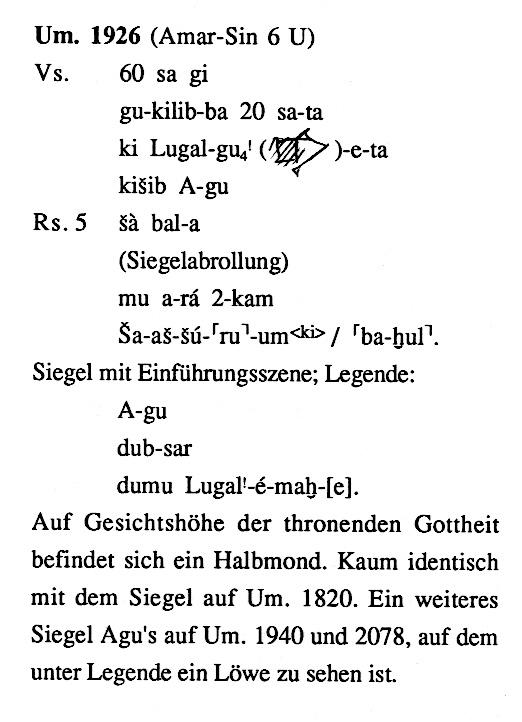 Um. 1926 (Amar-Sin 6 U)
Vs. 60 sa gi
gu-kilib-ba 20 sa-ta
ki Lugal-gu₄ˡ ( )-e-ta
kišib A-gu
Rs. 5 šà bal-a
(Siegelabrollung)
mu a-rá 2-kam
Ša-aš-šú-⸢ru⸣-um<ki> / ⸢ba-ḫul⸣.
Siegel mit Einführungsszene; Legende:
A-gu
dub-sar
dumu Lugalˡ-é-maḫ-[e].
Auf Gesichtshöhe der thronenden Gottheit
befindet sich ein Halbmond. Kaum identisch
mit dem Siegel auf Um. 1820. Ein weiteres
Siegel Agu's auf Um. 1940 und 2078, auf dem
unter Legende ein Löwe zu sehen ist.